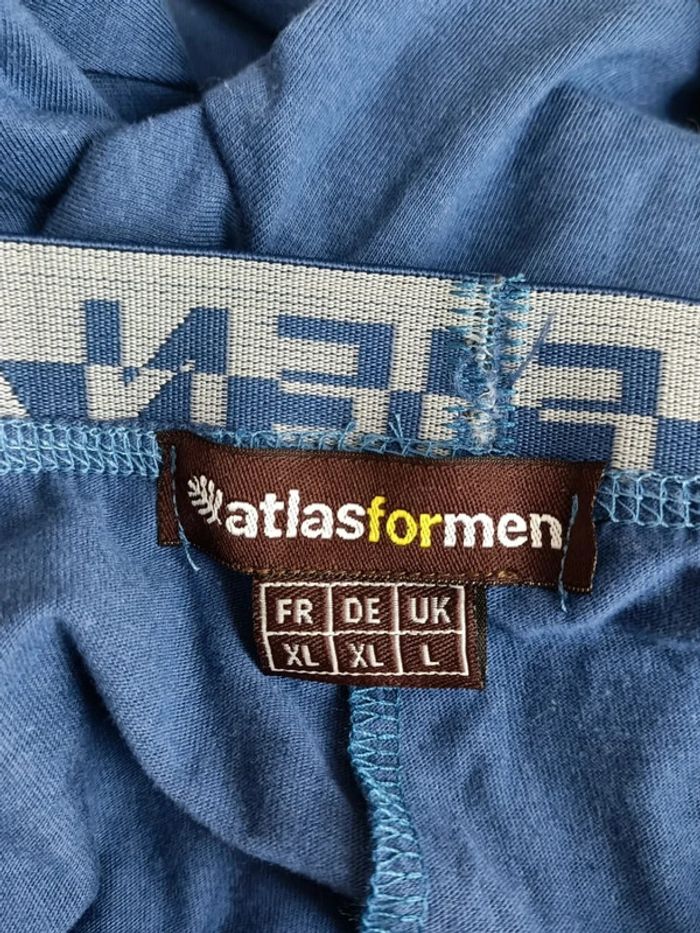 atlasformen
FR DE UK
XL XL L